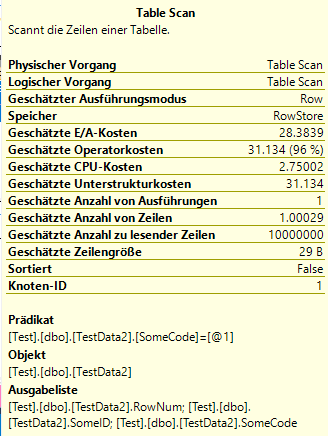 Table Scan
Scannt die Zeilen einer Tabelle.
Physischer Vorgang Table Scan
Logischer Vorgang Table Scan
Geschätzter Ausführungsmodus Row
Speicher RowStore
Geschätzte E/A-Kosten 28.3839
Geschätzte Operatorkosten 31.134 (96 %)
Geschätzte CPU-Kosten 2.75002
Geschätzte Unterstrukturkosten 31.134
Geschätzte Anzahl von Ausführungen 1
Geschätzte Anzahl von Zeilen 1.00029
Geschätzte Anzahl zu lesender Zeilen 10000000
Geschätzte Zeilengröße 29 B
Sortiert False
Knoten-ID 1
Prädikat
[Test].[dbo].[TestData2].[SomeCode]=[@1]
Objekt
[Test].[dbo].[TestData2]
Ausgabeliste
[Test].[dbo].[TestData2].RowNum; [Test].[dbo].
[TestData2].SomeID; [Test].[dbo].[TestData2].SomeCode